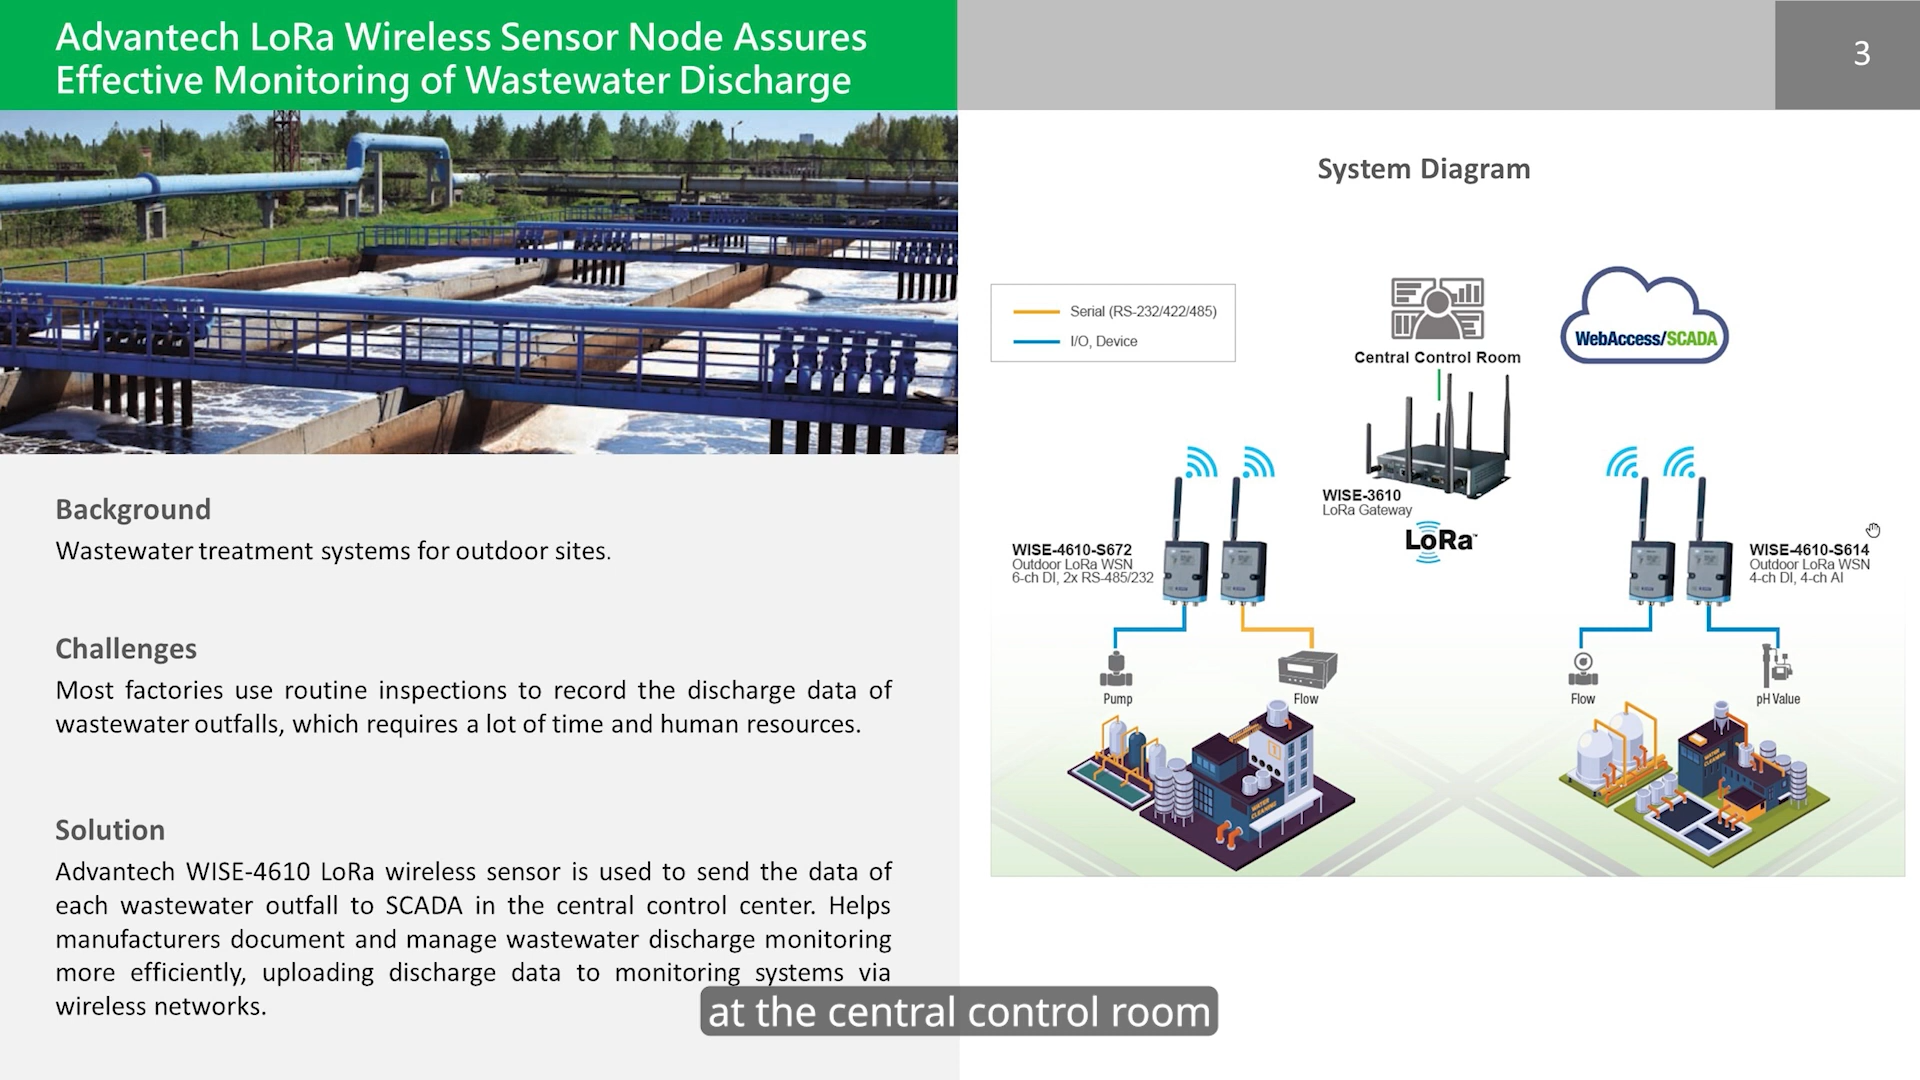 Advantech LoRa Wireless Sensor Node Assures
Effective Monitoring of Wastewater Discharge
3
Background
Wastewater treatment systems for outdoor sites.
Challenges
Most factories use routine inspections to record the discharge data of
wastewater outfalls, which requires a lot of time and human resources.
Solution
Advantech WISE-4610 LoRa wireless sensor is used to send the data of
each wastewater outfall to SCADA in the central control center. Helps
manufacturers document and manage wastewater discharge monitoring
more efficiently, uploading discharge data to monitoring systems via
wireless networks.
System Diagram
Serial (RS-232/422/485)
I/O, Device
Central Control Room
WebAccess/SCADA
WISE-3610
LoRa Gateway
LoRa™
WISE-4610-S672
Outdoor LoRa WSN
6-ch DI, 2x RS-485/232
WISE-4610-S614
Outdoor LoRa WSN
4-ch DI, 4-ch AI
Pump
Flow
Flow
pH Value
WATER
CLEANING
WATER
CLEANING
at the central control room